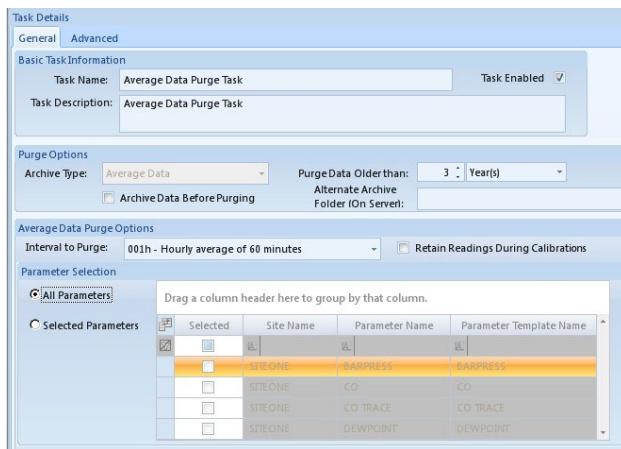 Task Details
General Advanced
Basic Task Information
Task Name: Average Data Purge Task Task Enabled
Task Description: Average Data Purge Task
Purge Options
Archive Type: Average Data Purge Data Older than: 3 Year(s)
Archive Data Before Purging Alternate Archive
Folder (On Server):
Average Data Purge Options
Interval to Purge: 001h - Hourly average of 60 minutes Retain Readings During Calibrations
Parameter Selection
All Parameters Drag a column header here to group by that column.
Selected Parameters Selected Site Name Parameter Name Parameter Template Name
SITEONE BARPRESS BARPRESS
SITEONE CO CO
SITEONE CO TRACE CO TRACE
SITEONE DEWPOINT DEWPOINT